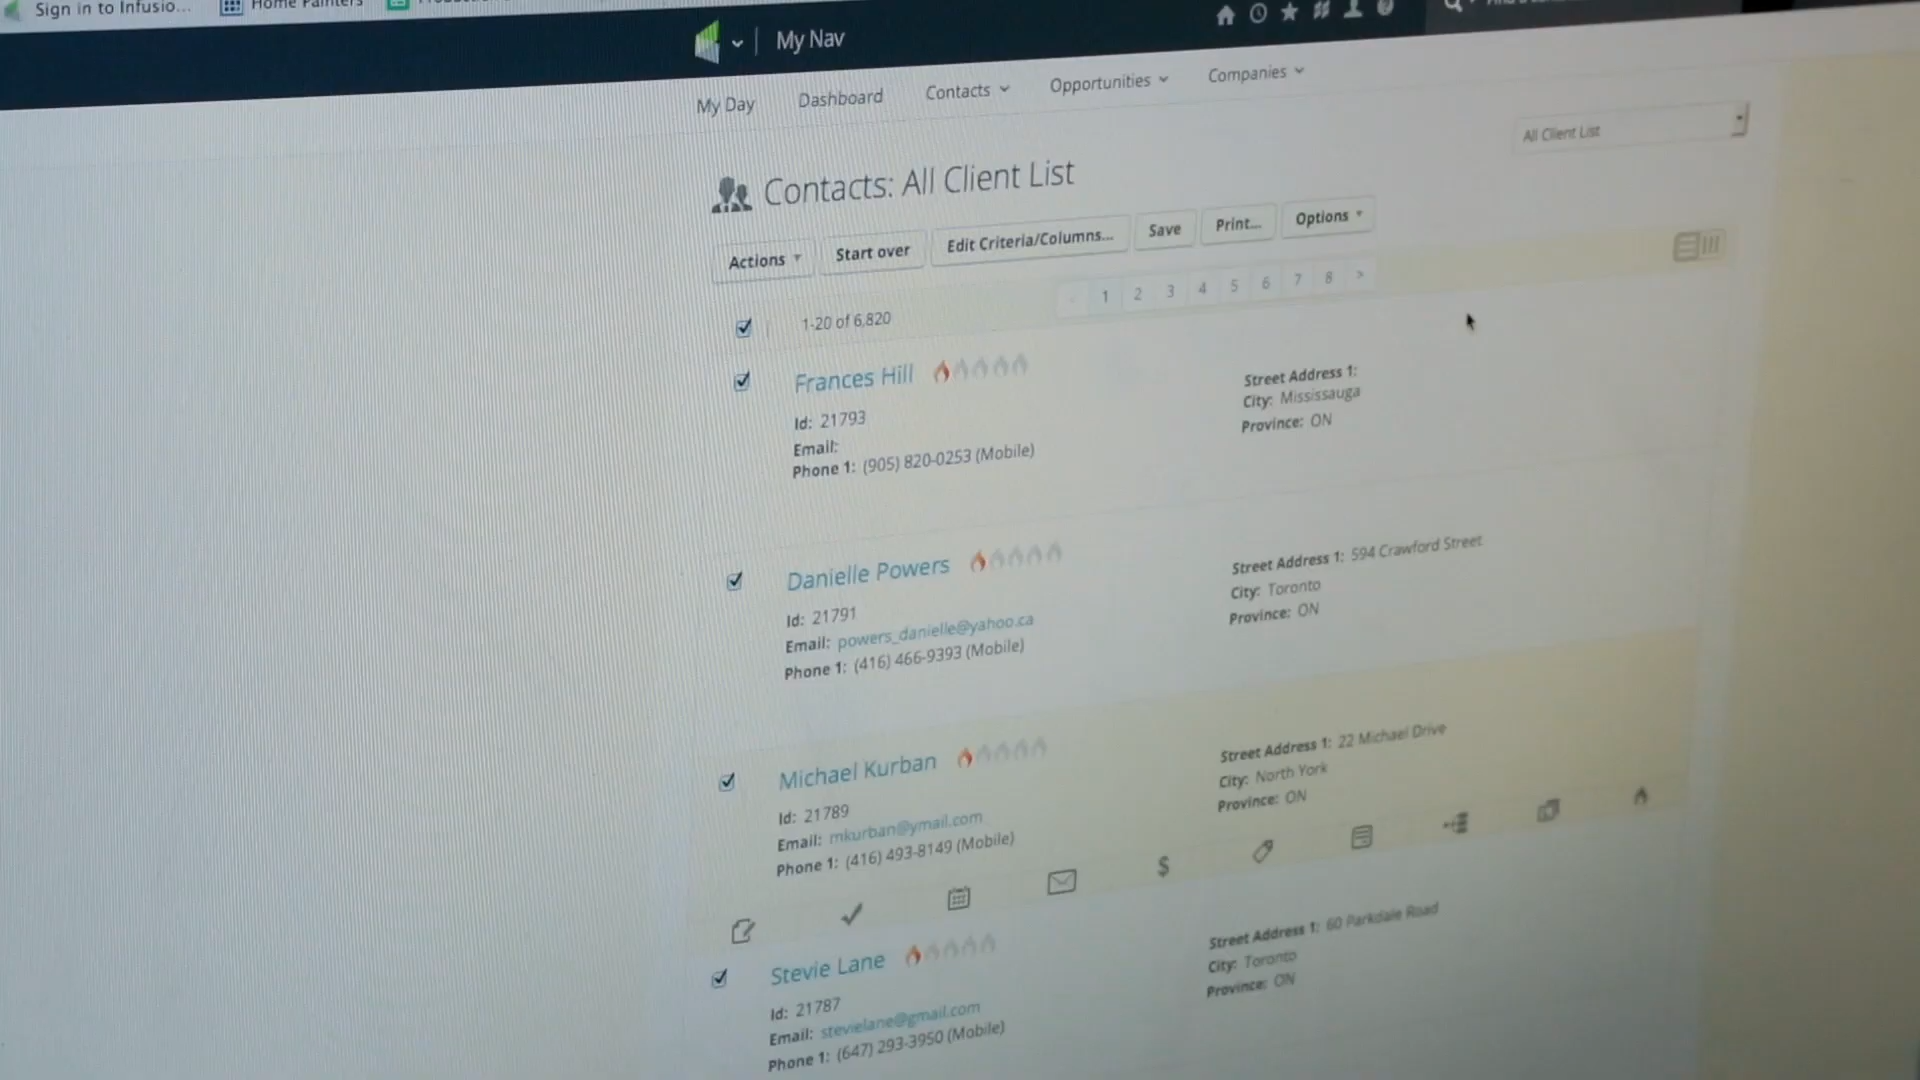 Sign in to Infusio...
Home Painters
My Nav
My Day
Dashboard
Contacts
Opportunities
Companies
All Client List
Contacts: All Client List
Actions
Start over
Edit Criteria/Columns...
Save
Print...
Options
1 2 3 4 5 6 7 8 >
1-20 of 6,820
Frances Hill
Id: 21793
Email:
Phone 1: (905) 820-0253 (Mobile)
Street Address 1:
City: Mississauga
Province: ON
Danielle Powers
Id: 21791
Email: powers_danielle@yahoo.ca
Phone 1: (416) 466-9393 (Mobile)
Street Address 1: 594 Crawford Street
City: Toronto
Province: ON
Michael Kurban
Id: 21789
Email: mkurban@ymail.com
Phone 1: (416) 493-8149 (Mobile)
Street Address 1: 22 Michael Drive
City: North York
Province: ON
$
Stevie Lane
Id: 21787
Email: stevielane@gmail.com
Phone 1: (647) 293-3950 (Mobile)
Street Address 1: 60 Parkdale Road
City: Toronto
Province: ON